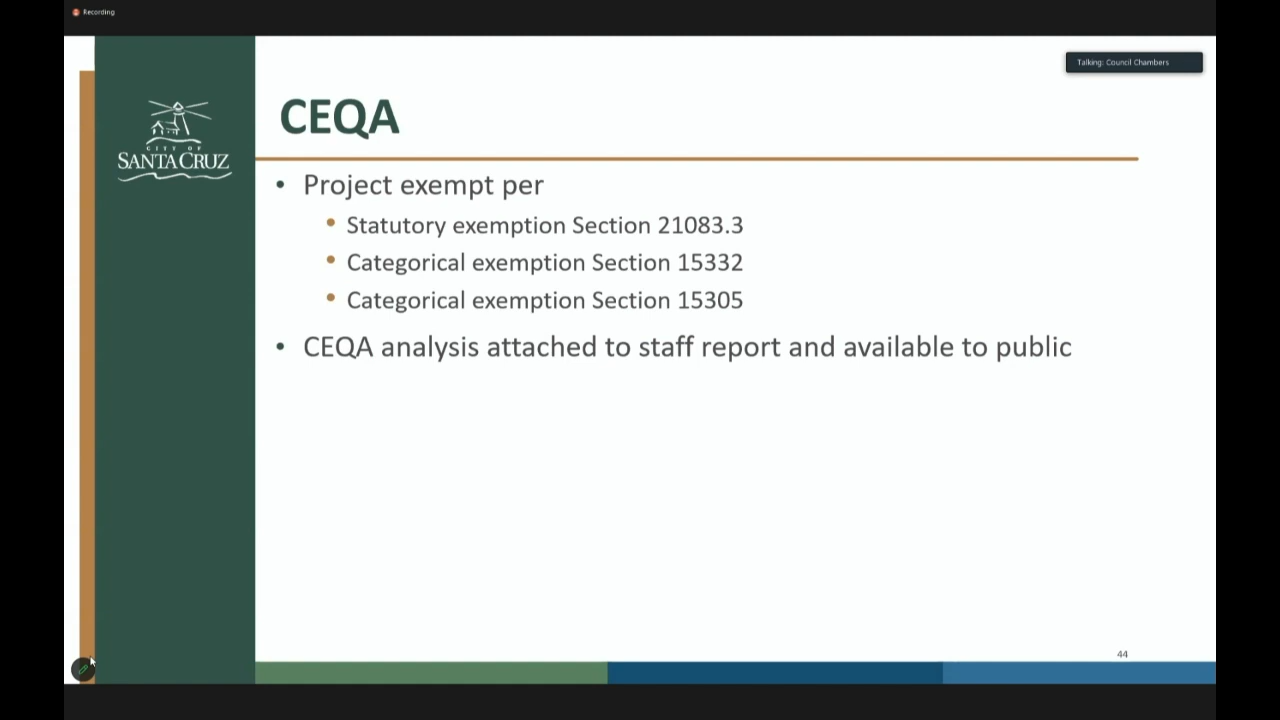 Recording
Talking: Council Chambers
CITY OF
SANTA CRUZ
CEQA
• Project exempt per
• Statutory exemption Section 21083.3
• Categorical exemption Section 15332
• Categorical exemption Section 15305
• CEQA analysis attached to staff report and available to public
44